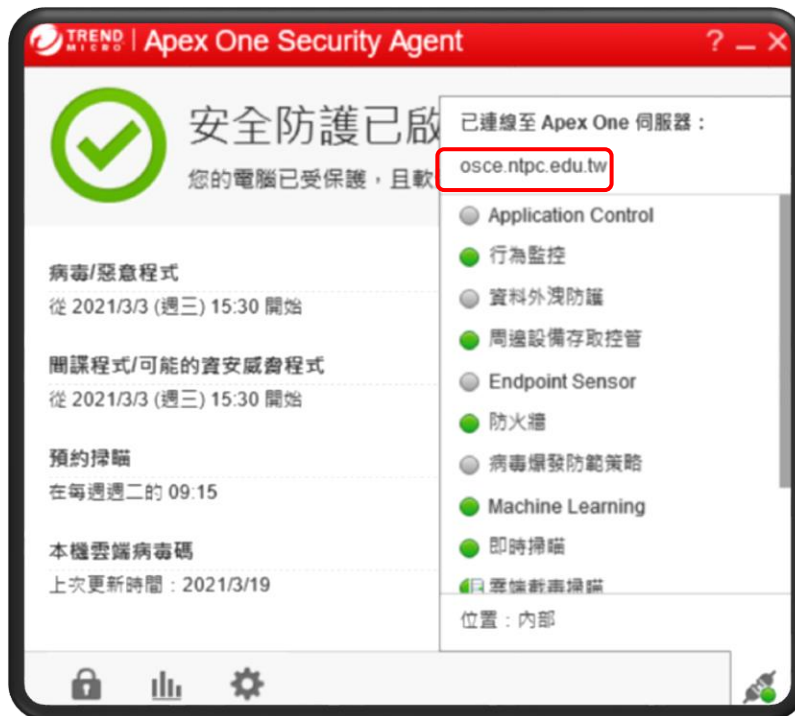 TREND MICRO | Apex One Security Agent
? – ×
安全防護已啟
您的電腦已受保護，且軟
病毒/惡意程式
從 2021/3/3 (週三) 15:30 開始
間諜程式/可能的資安威脅程式
從 2021/3/3 (週三) 15:30 開始
預約掃瞄
在每週週二的 09:15
本機雲端病毒碼
上次更新時間：2021/3/19
已連線至 Apex One 伺服器：
osce.ntpc.edu.tw
Application Control
行為監控
資料外洩防護
周邊設備存取控管
Endpoint Sensor
防火牆
病毒爆發防範策略
Machine Learning
即時掃瞄
雲端截毒掃瞄
位置：內部